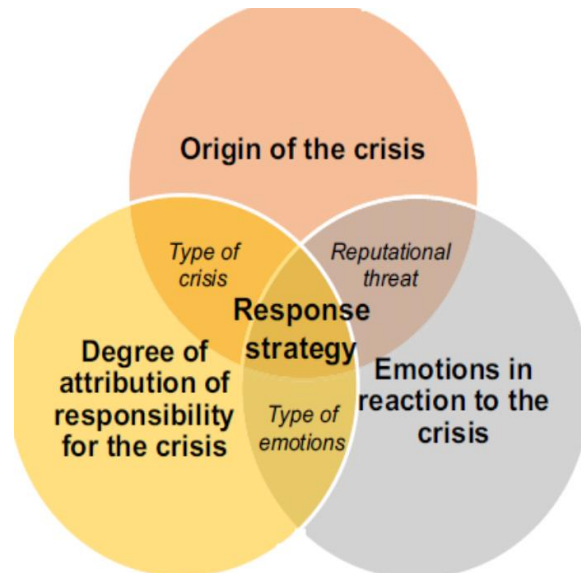 Origin of the crisis
Type of
crisis
Reputational
threat
Response
strategy
Degree of
attribution of
responsibility
for the crisis
Type of
emotions
Emotions in
reaction to the
crisis